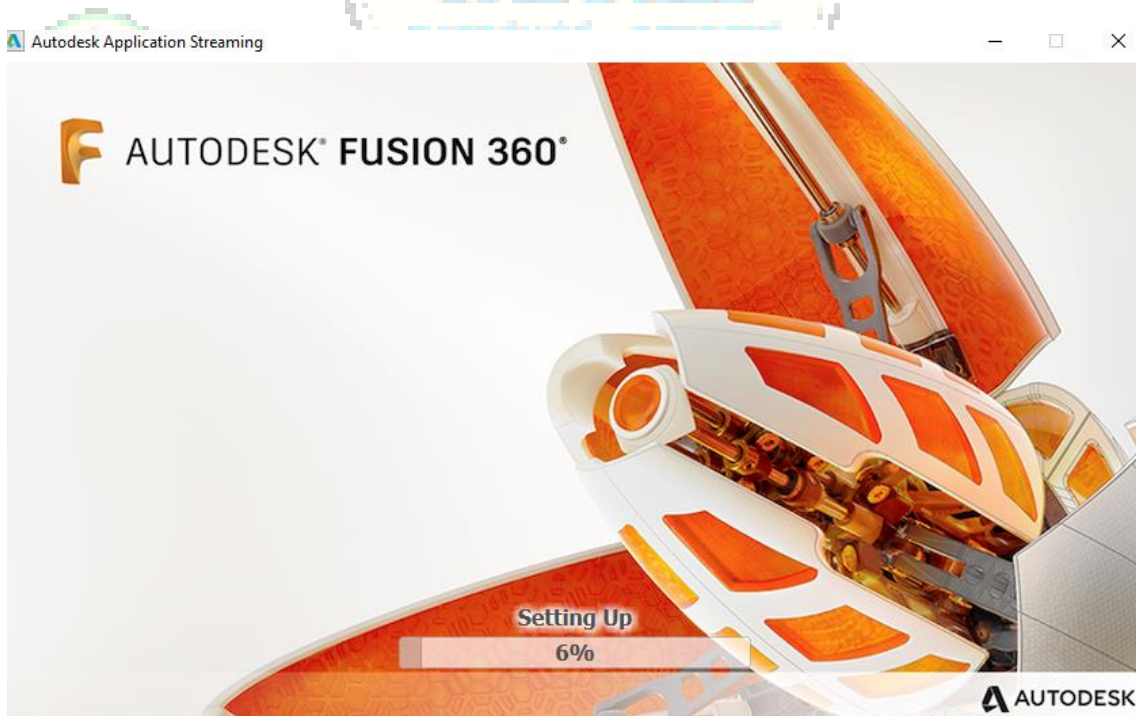 Autodesk Application Streaming
AUTODESK® FUSION 360®
Setting Up
6%
AUTODESK